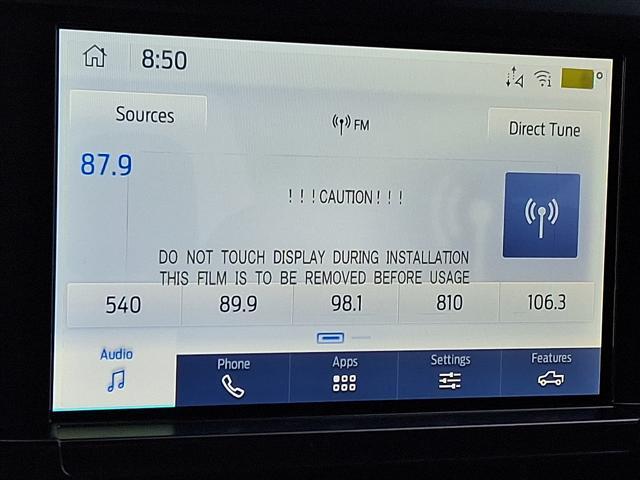 8:50
Sources
FM
Direct Tune
87.9
! ! ! CAUTION ! ! !
DO NOT TOUCH DISPLAY DURING INSTALLATION
THIS FILM IS TO BE REMOVED BEFORE USAGE
540 89.9 98.1 810 106.3
Audio Phone Apps Settings Features